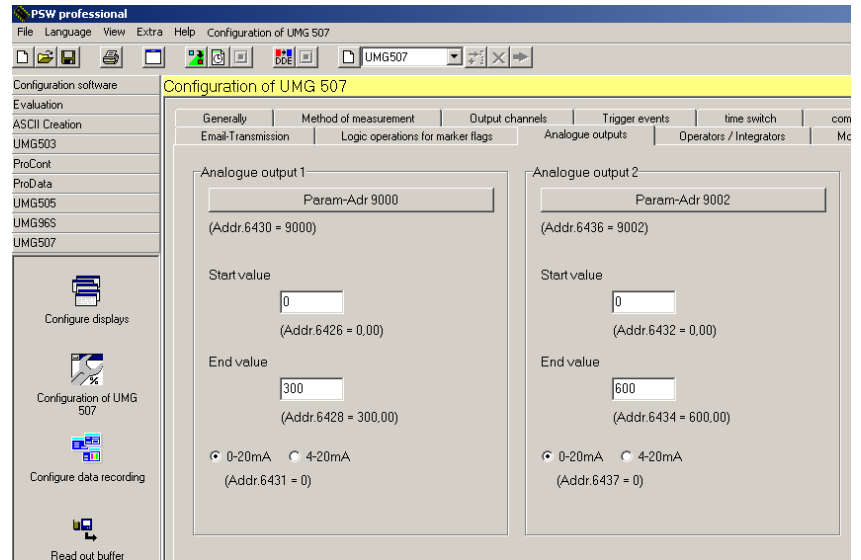 PSW professional
File Language View Extra Help Configuration of UMG 507
DDE UMG507
Configuration software
Evaluation
ASCII Creation
UMG503
ProCont
ProData
UMG505
UMG96S
UMG507
Configure displays
Configuration of UMG
507
Configure data recording
Read out buffer
Configuration of UMG 507
Generally Method of measurement Output channels Trigger events time switch com
Email-Transmission Logic operations for marker flags Analogue outputs Operators / Integrators Mo
Analogue output 1
Param-Adr 9000
(Addr.6430 = 9000)
Start value
0
(Addr.6426 = 0,00)
End value
300
(Addr.6428 = 300,00)
0-20mA 4-20mA
(Addr.6431 = 0)
Analogue output 2
Param-Adr 9002
(Addr.6436 = 9002)
Start value
0
(Addr.6432 = 0,00)
End value
600
(Addr.6434 = 600,00)
0-20mA 4-20mA
(Addr.6437 = 0)